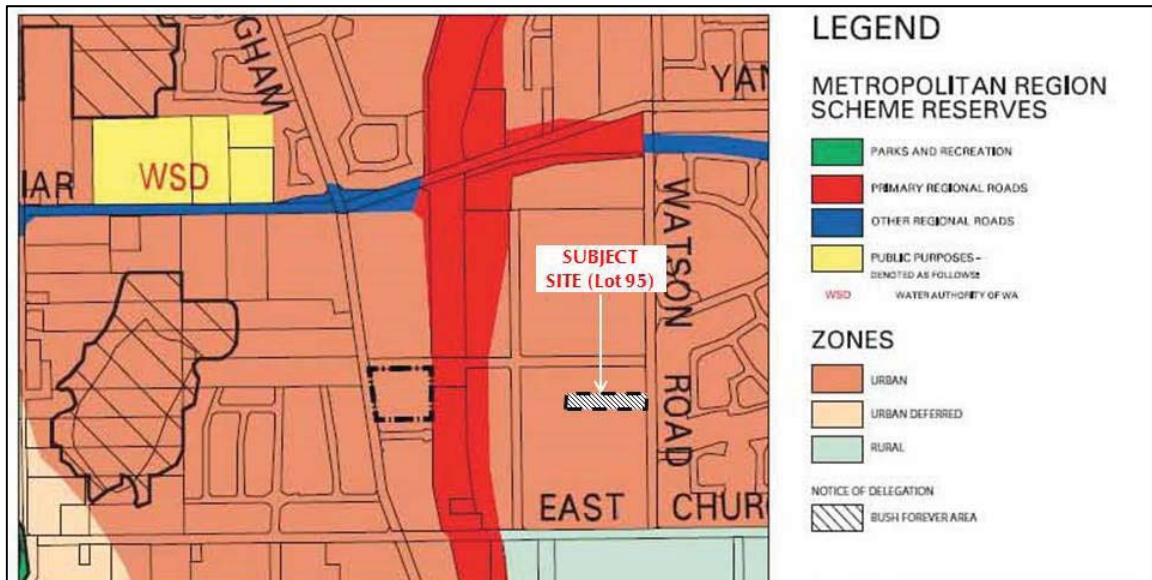 GHAM
YAN
IAR
WSD
WATSON ROAD
SUBJECT
SITE (Lot 95)
EAST
CHURC
LEGEND
METROPOLITAN REGION
SCHEME RESERVES
PARKS AND RECREATION
PRIMARY REGIONAL ROADS
OTHER REGIONAL ROADS
PUBLIC PURPOSES -
DENOTED AS FOLLOWS:
WSD WATER AUTHORITY OF WA
ZONES
URBAN
URBAN DEFERRED
RURAL
NOTICE OF DELEGATION
BUSH FOREVER AREA